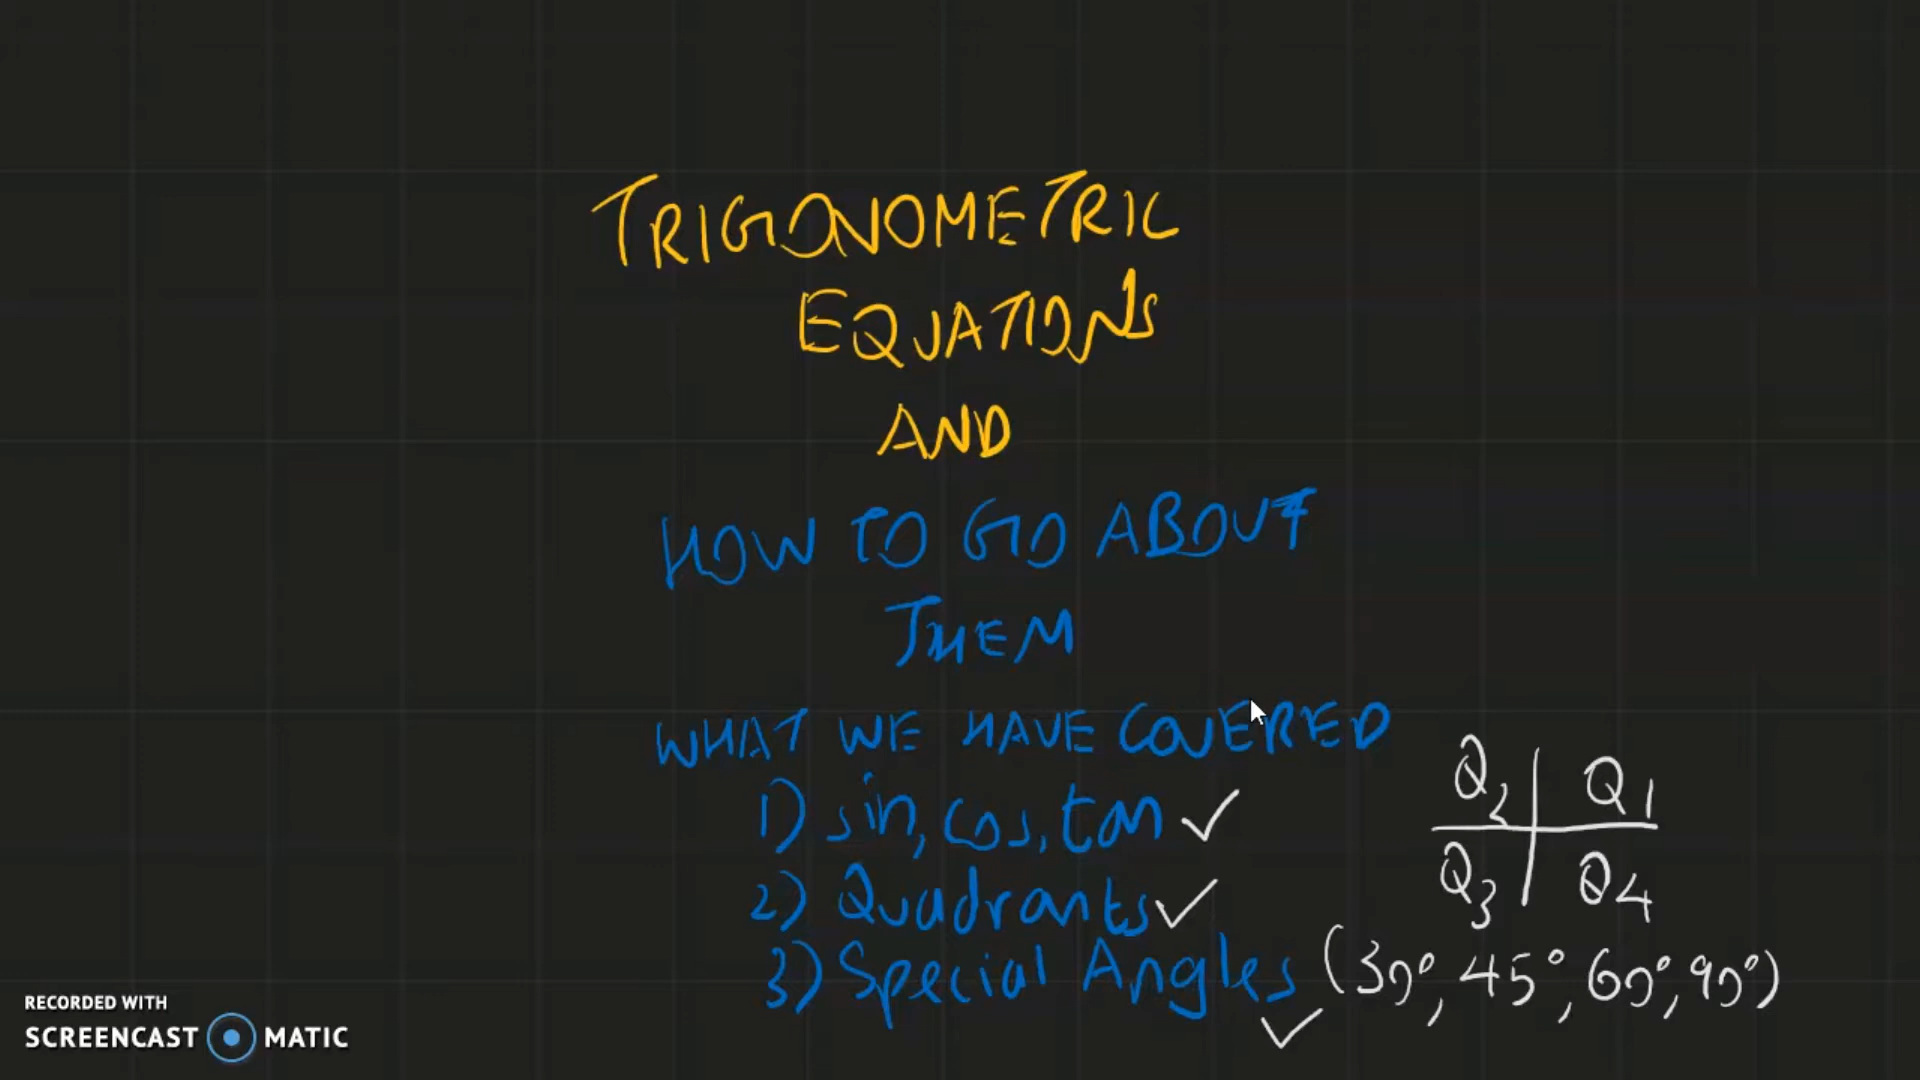 TRIGONOMETRIC
EQUATIONS
AND
HOW TO GO ABOUT
THEM
WHAT WE HAVE COVERED
1) sin, cos, tan ✓
2) Quadrants ✓
3) Special Angles (30°, 45°, 60°, 90°) ✓
Q2 Q1
Q3 Q4
RECORDED WITH
SCREENCAST MATIC